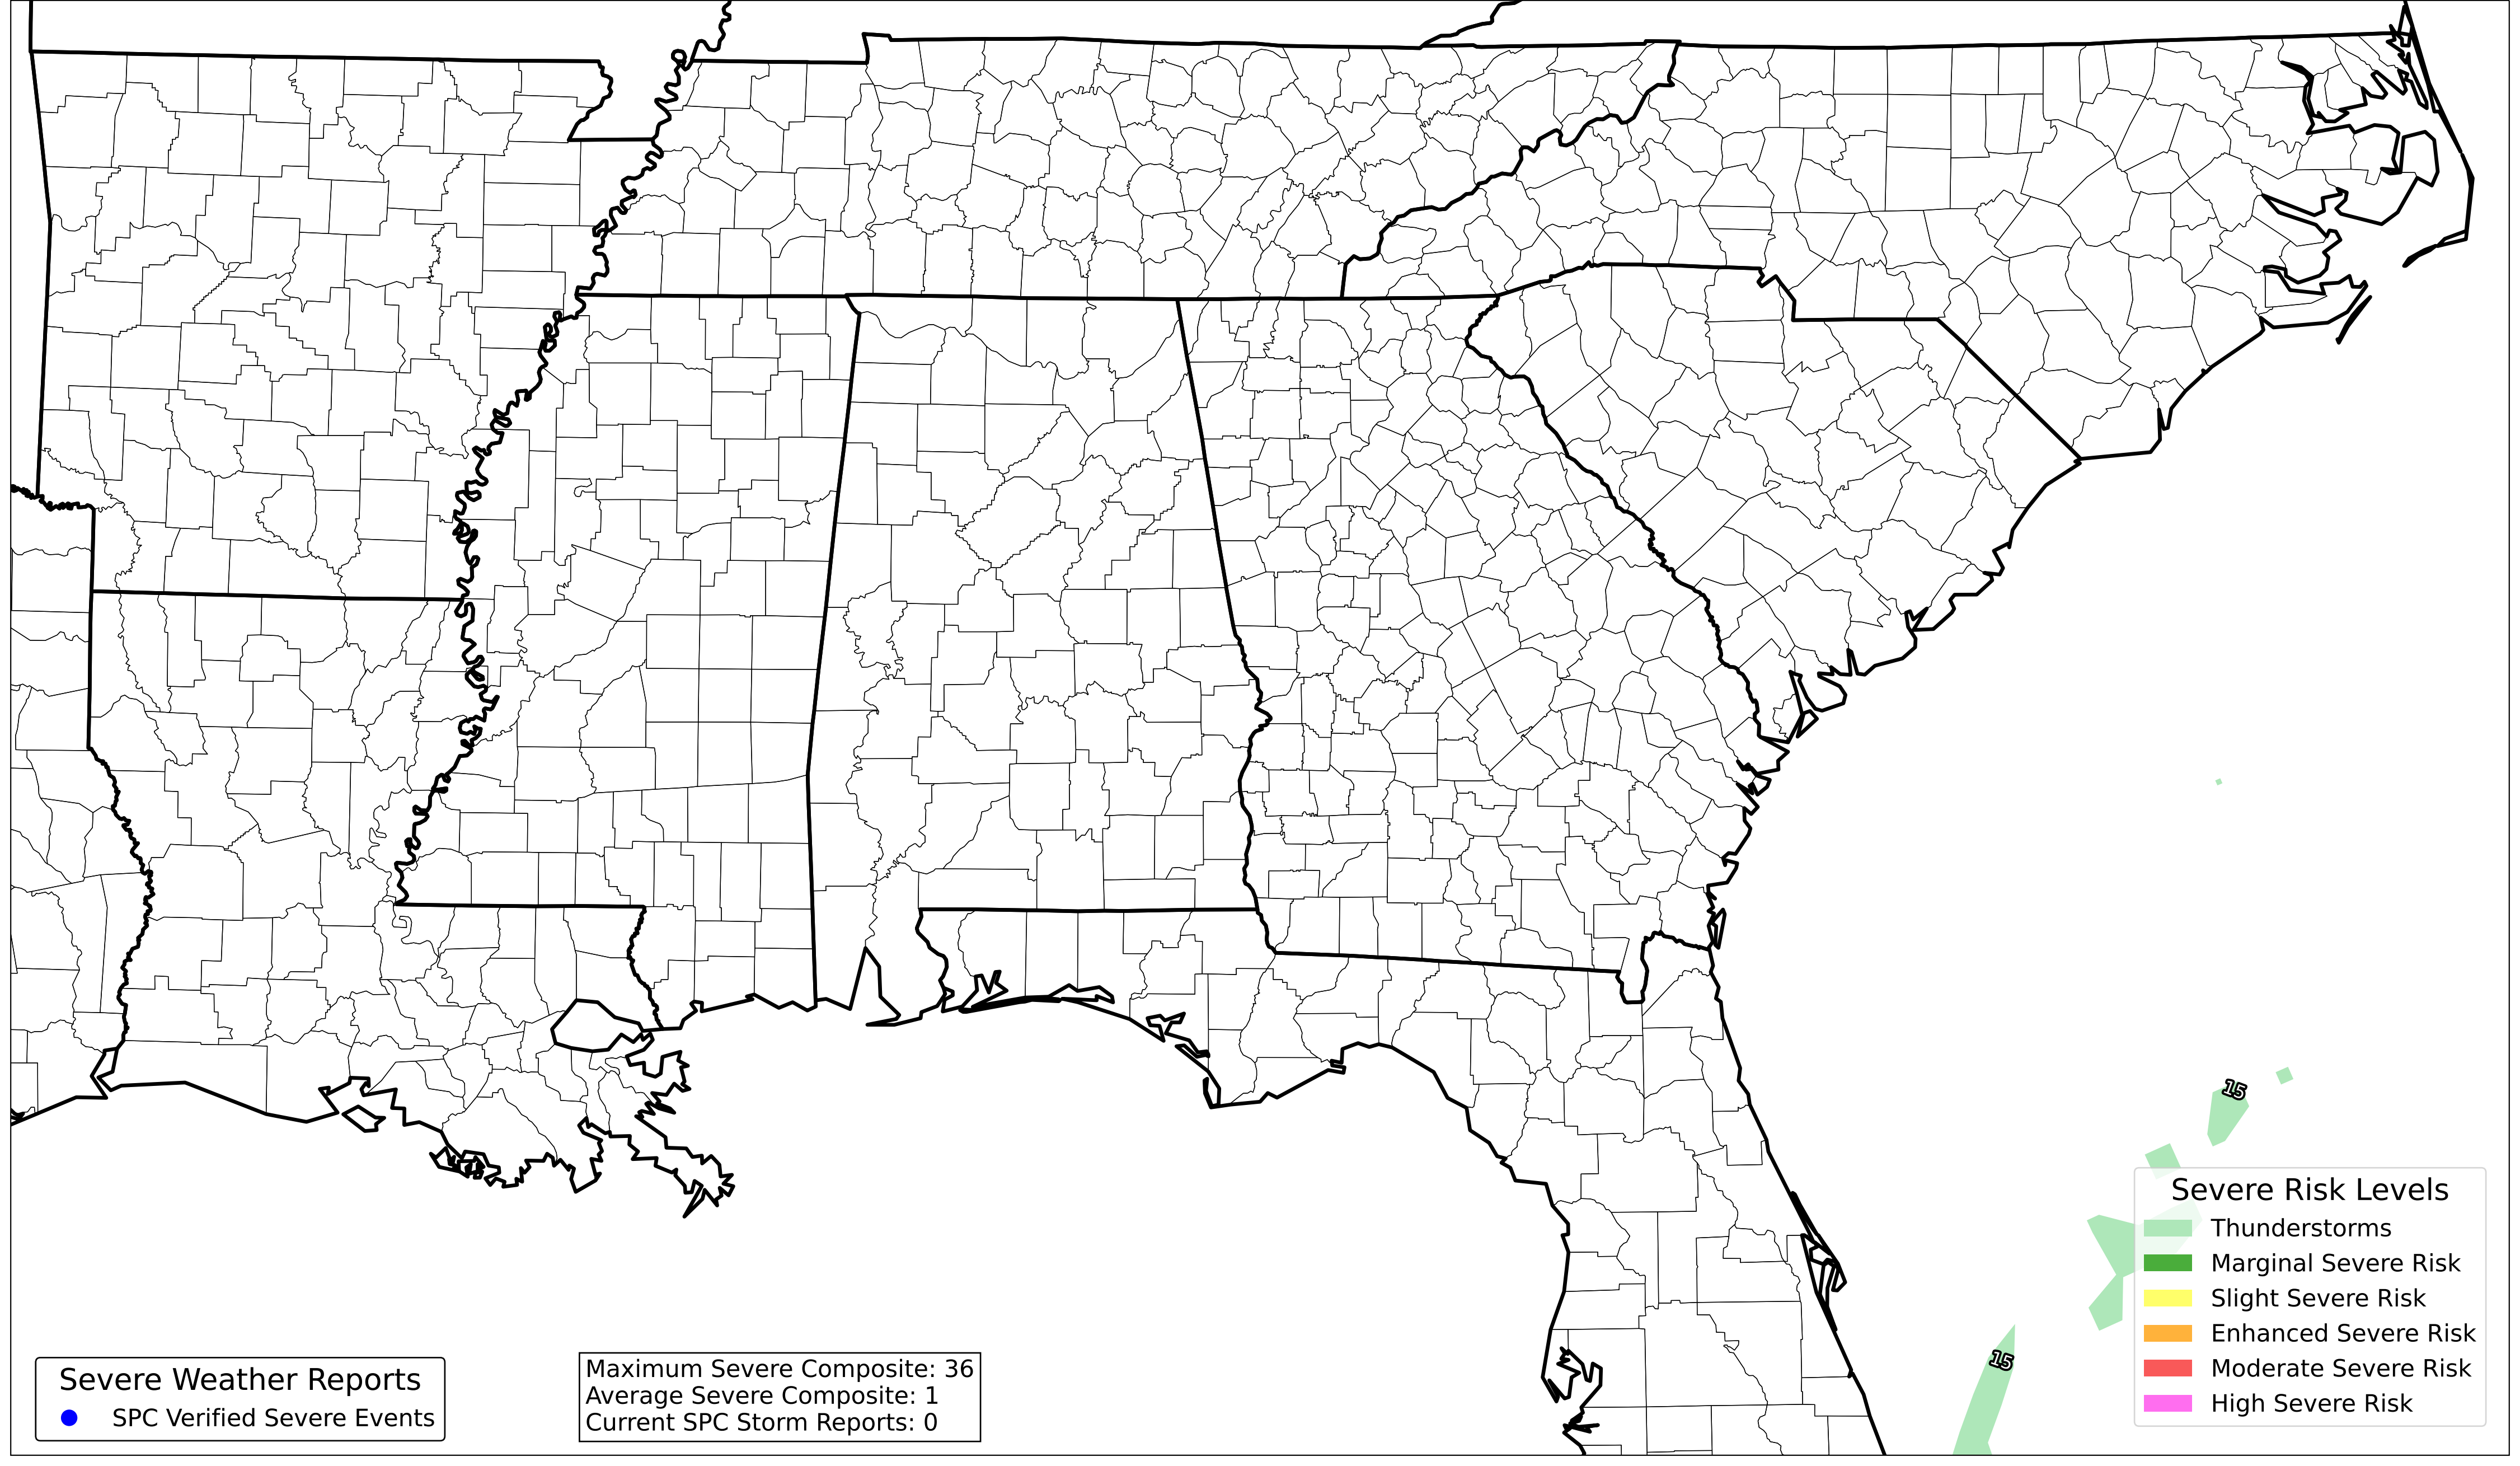 15
15
Severe Risk Levels
Thunderstorms
Marginal Severe Risk
Slight Severe Risk
Enhanced Severe Risk
Moderate Severe Risk
High Severe Risk
Severe Weather Reports
SPC Verified Severe Events
Maximum Severe Composite: 36
Average Severe Composite: 1
Current SPC Storm Reports: 0